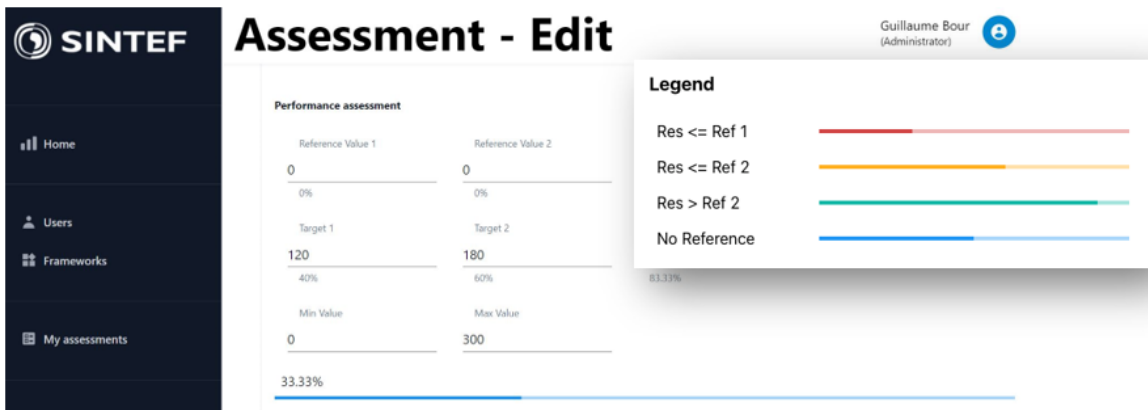 SINTEF
Assessment - Edit
Guillaume Bour
(Administrator)
Home
Users
Frameworks
My assessments
Performance assessment
Reference Value 1
Reference Value 2
0
0
0%
0%
Target 1
Target 2
120
180
40%
60%
83.33%
Min Value
Max Value
0
300
33.33%
Legend
Res <= Ref 1
Res <= Ref 2
Res > Ref 2
No Reference